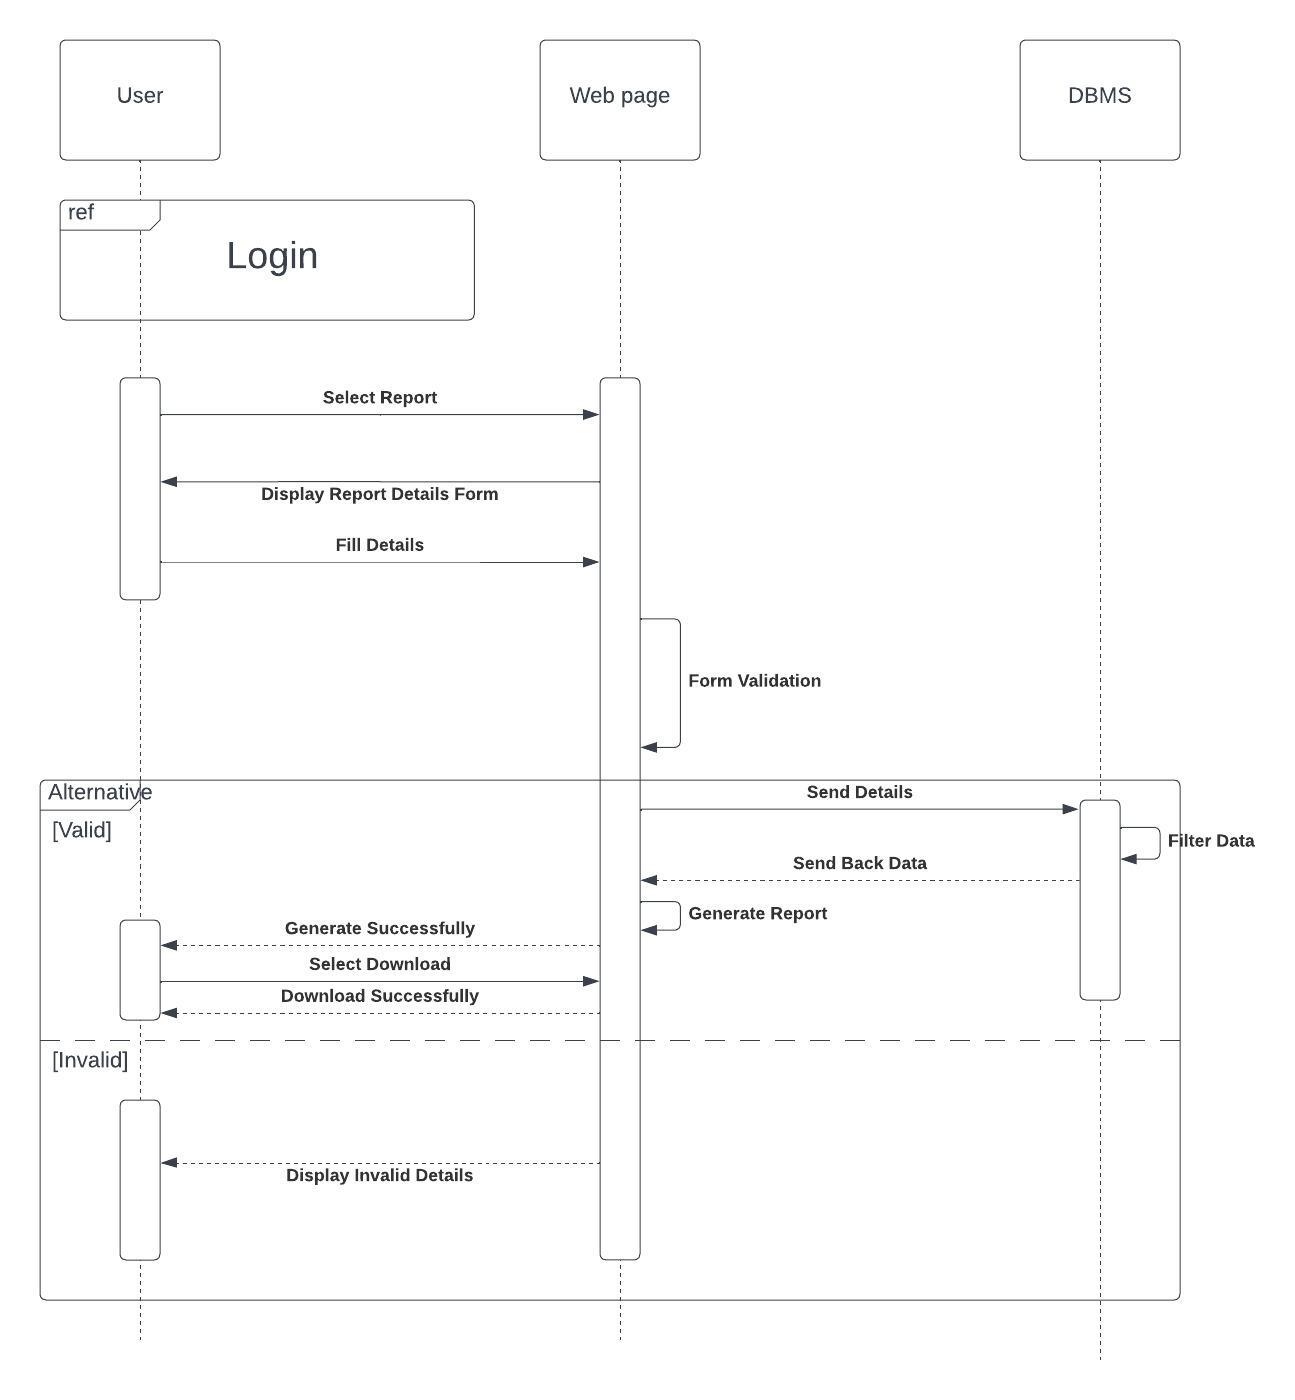 User
Web page
DBMS
ref
Login
Select Report
Display Report Details Form
Fill Details
Form Validation
Alternative
Send Details
[Valid]
Filter Data
Send Back Data
Generate Report
Generate Successfully
Select Download
Download Successfully
[Invalid]
Display Invalid Details